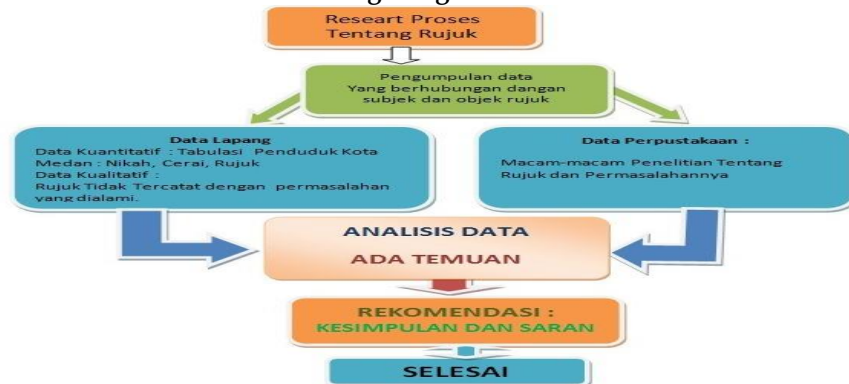 Researt Proses
Tentang Rujuk
Pengumpulan data
Yang berhubungan dangan
subjek dan objek rujuk
Data Lapang
Data Kuantitatif : Tabulasi Penduduk Kota
Medan : Nikah, Cerai, Rujuk
Data Kualitatif :
Rujuk Tidak Tercatat dengan permasalahan
yang dialami.
Data Perpustakaan :
Macam-macam Penelitian Tentang
Rujuk dan Permasalahannya
ANALISIS DATA
ADA TEMUAN
REKOMENDASI :
KESIMPULAN DAN SARAN
SELESAI